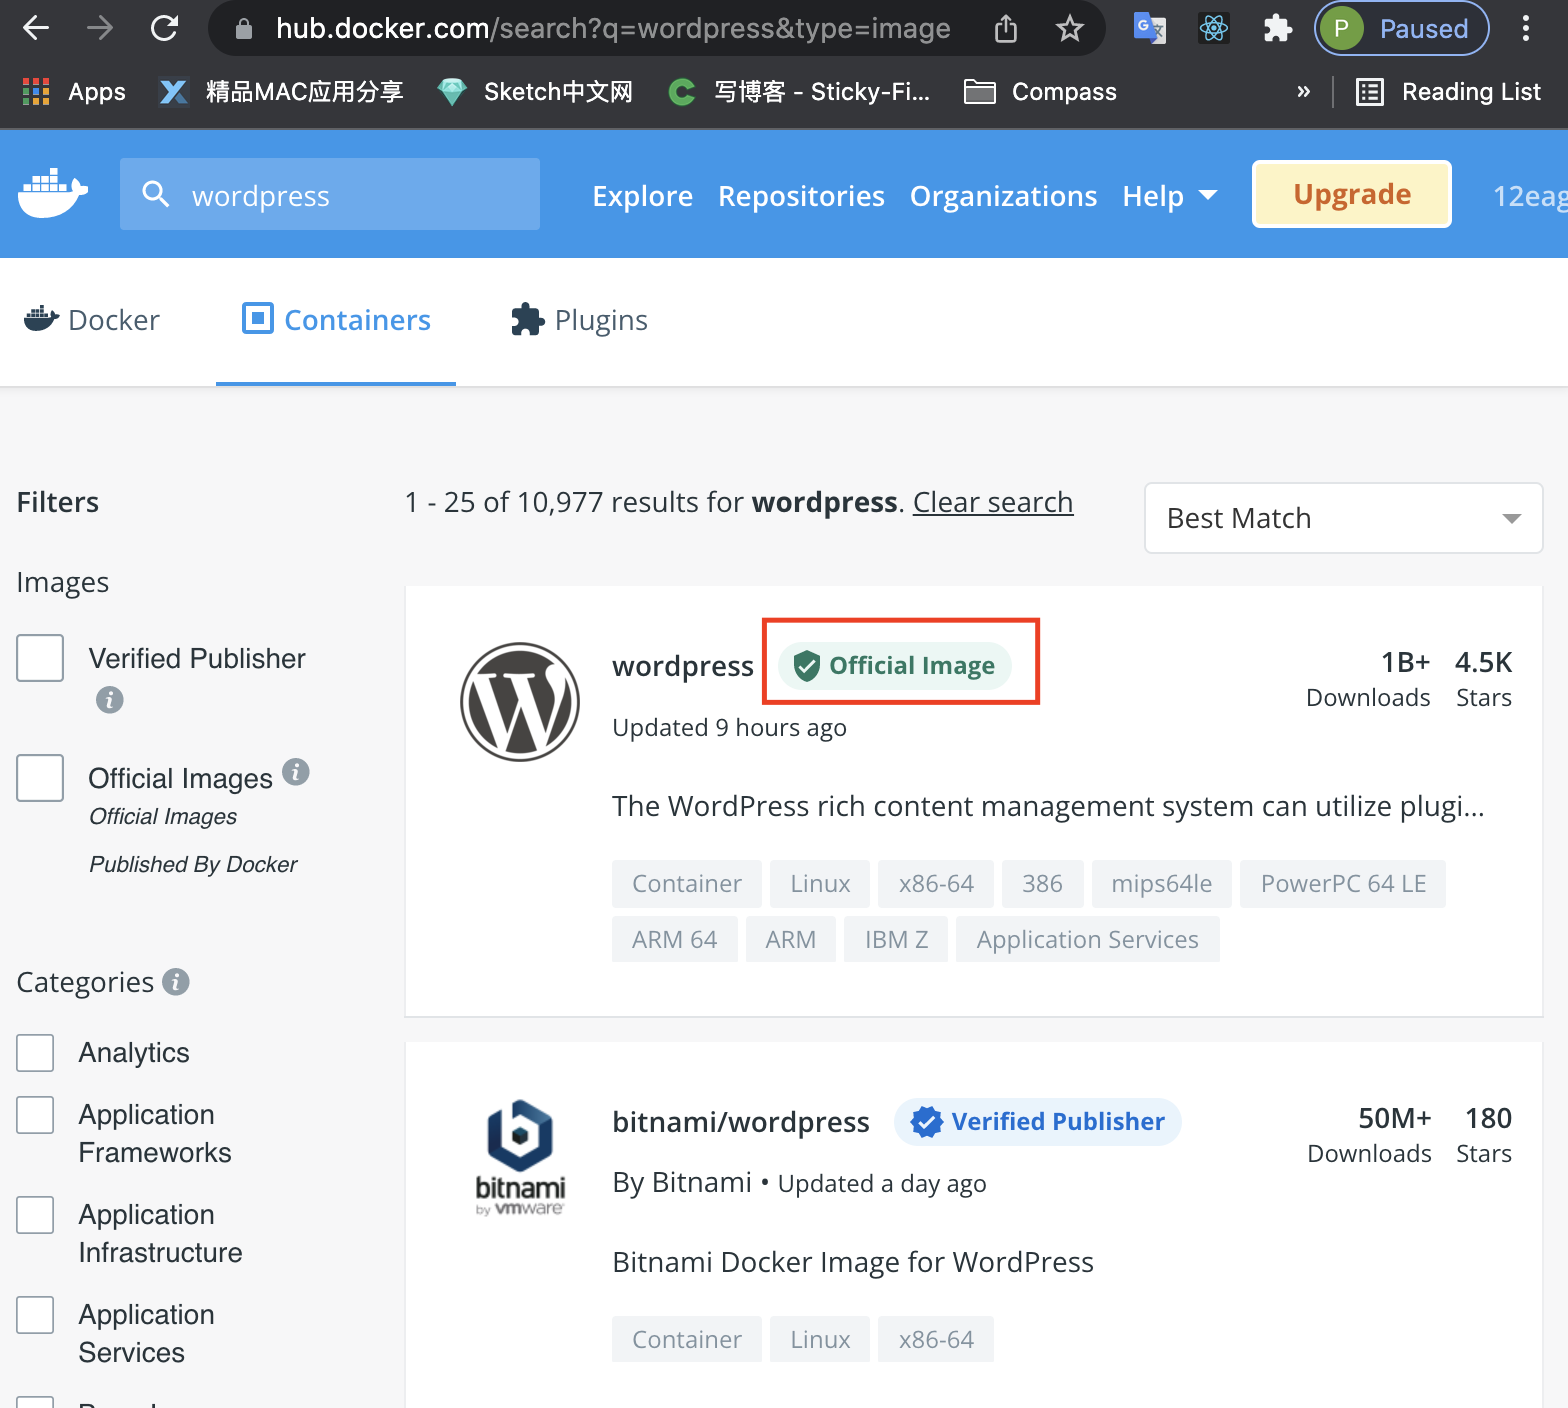 hub.docker.com/search?q=wordpress&type=image
P Paused
Apps
精品MAC应用分享
Sketch中文网
写博客 - Sticky-Fi...
Compass
»
Reading List
wordpress
Explore
Repositories
Organizations
Help
Upgrade
12eag
Docker
Containers
Plugins
Filters
1 - 25 of 10,977 results for wordpress. Clear search
Best Match
Images
Verified Publisher
Official Images
Official Images
Published By Docker
Categories
Analytics
Application
Frameworks
Application
Infrastructure
Application
Services
wordpress
Official Image
Updated 9 hours ago
1B+
Downloads
4.5K
Stars
The WordPress rich content management system can utilize plugi...
Container
Linux
x86-64
386
mips64le
PowerPC 64 LE
ARM 64
ARM
IBM Z
Application Services
bitnami
by vmware
bitnami/wordpress
Verified Publisher
By Bitnami • Updated a day ago
50M+
Downloads
180
Stars
Bitnami Docker Image for WordPress
Container
Linux
x86-64